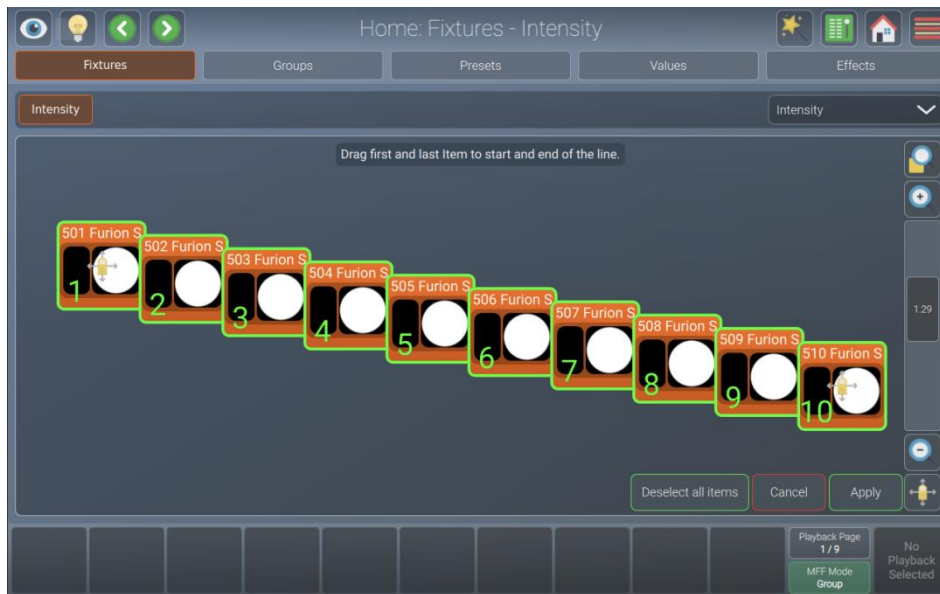 Home: Fixtures - Intensity
Fixtures
Groups
Presets
Values
Effects
Intensity
Intensity
Drag first and last Item to start and end of the line.
501 Furion S
1
502 Furion S
2
503 Furion S
3
504 Furion S
4
505 Furion S
5
506 Furion S
6
507 Furion S
7
508 Furion S
8
509 Furion S
9
510 Furion S
10
1.29
Deselect all items
Cancel
Apply
Playback Page
1 / 9
MFF Mode
Group
No
Playback
Selected